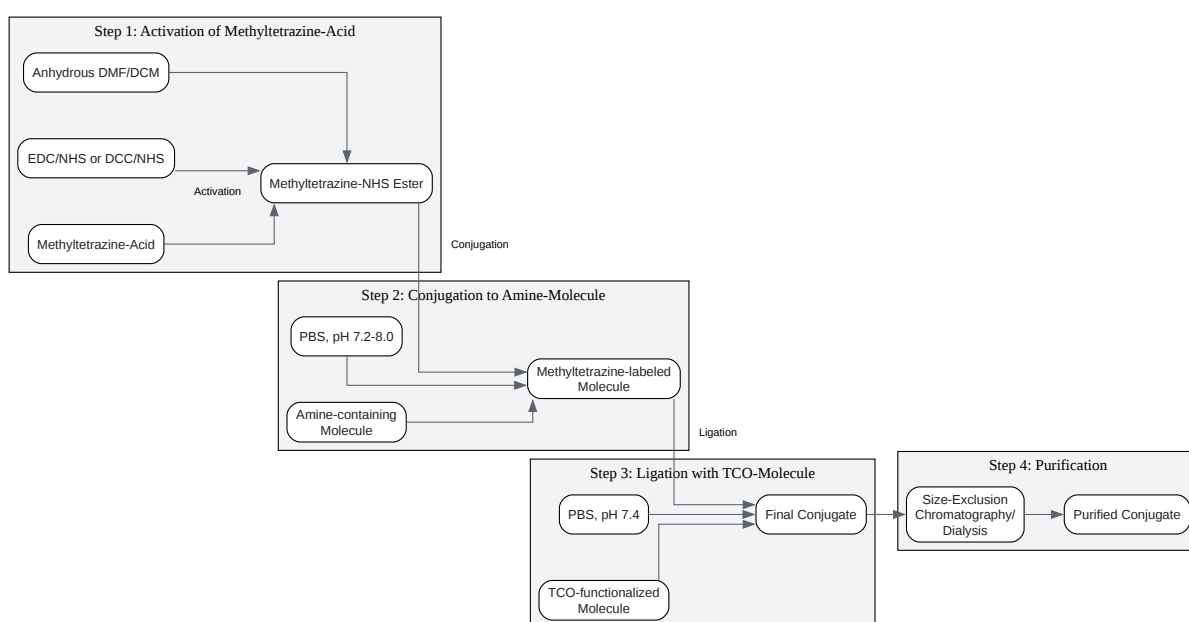 Step 1: Activation of Methyltetrazine-Acid
Anhydrous DMF/DCM
EDC/NHS or DCC/NHS
Activation
Methyltetrazine-NHS Ester
Methyltetrazine-Acid
Conjugation
Step 2: Conjugation to Amine-Molecule
PBS, pH 7.2-8.0
Methyltetrazine-labeled
Molecule
Amine-containing
Molecule
Ligation
Step 3: Ligation with TCO-Molecule
PBS, pH 7.4
Final Conjugate
TCO-functionalized
Molecule
Step 4: Purification
Size-Exclusion
Chromatography/
Dialysis
Purified Conjugate